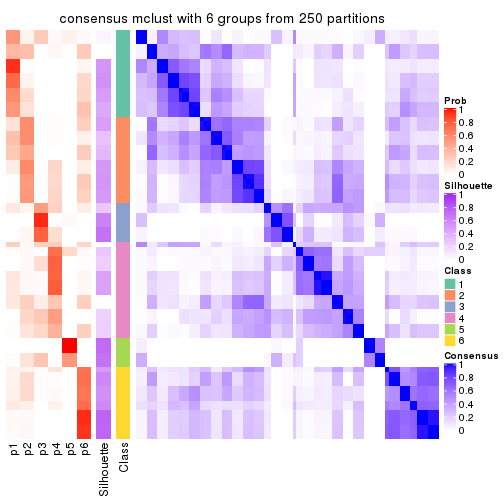 consensus mclust with 6 groups from 250 partitions
Prob
1
0.8
0.6
0.4
0.2
0
Silhouette
1
0.8
0.6
0.4
0.2
0
Class
1
2
3
4
5
6
Consensus
1
0.8
0.6
0.4
0.2
0
p1
p2
p3
p4
p5
p6
Silhouette
Class